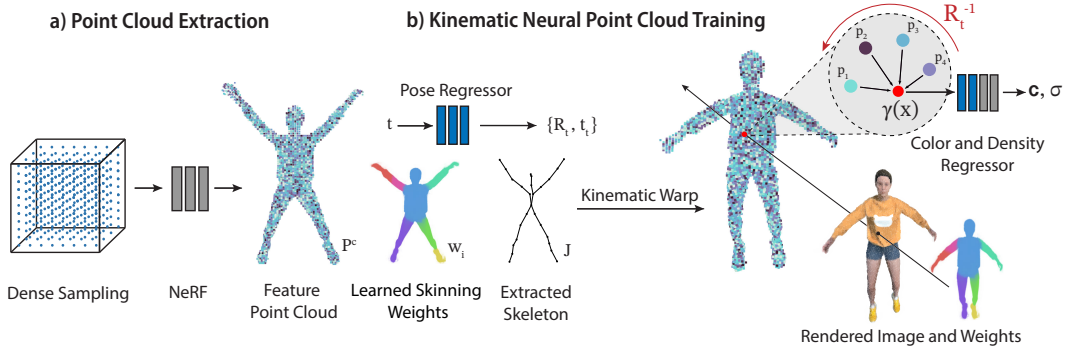 a) Point Cloud Extraction
b) Kinematic Neural Point Cloud Training
R_t^-1
p_1
p_2
p_3
p_4
γ(x)
c, σ
Color and Density
Regressor
Pose Regressor
t
{R_t, t_t}
Kinematic Warp
P^c
w_i
J
Dense Sampling
NeRF
Feature
Point Cloud
Learned Skinning
Weights
Extracted
Skeleton
Rendered Image and Weights